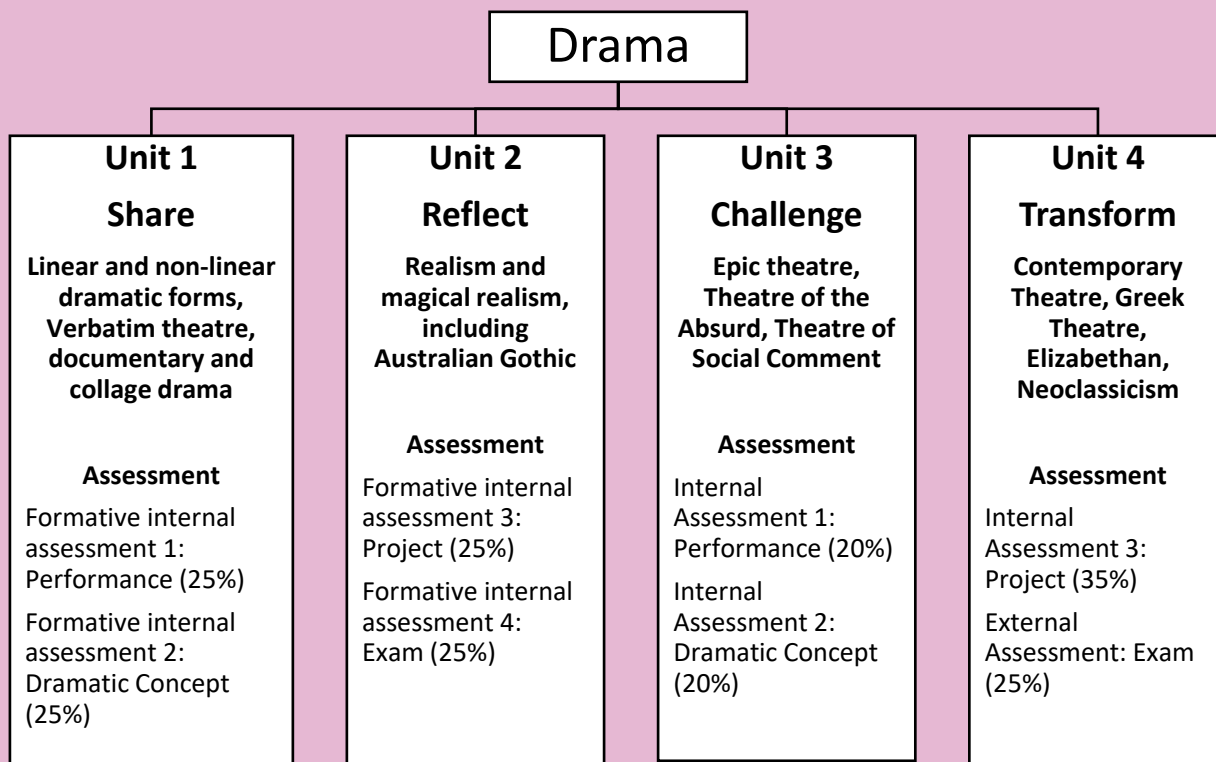 Drama
Unit 1
Share
Linear and non-linear
dramatic forms,
Verbatim theatre,
documentary and
collage drama
Assessment
Formative internal
assessment 1:
Performance (25%)
Formative internal
assessment 2:
Dramatic Concept
(25%)
Unit 2
Reflect
Realism and
magical realism,
including
Australian Gothic
Assessment
Formative internal
assessment 3:
Project (25%)
Formative internal
assessment 4:
Exam (25%)
Unit 3
Challenge
Epic theatre,
Theatre of the
Absurd, Theatre of
Social Comment
Assessment
Internal
Assessment 1:
Performance (20%)
Internal
Assessment 2:
Dramatic Concept
(20%)
Unit 4
Transform
Contemporary
Theatre, Greek
Theatre,
Elizabethan,
Neoclassicism
Assessment
Internal
Assessment 3:
Project (35%)
External
Assessment: Exam
(25%)